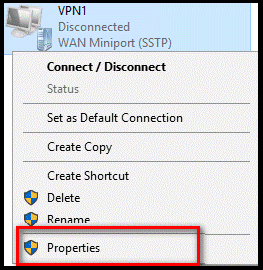 VPN1
Disconnected
WAN Miniport (SSTP)
Connect / Disconnect
Status
Set as Default Connection
Create Copy
Create Shortcut
Delete
Rename
Properties